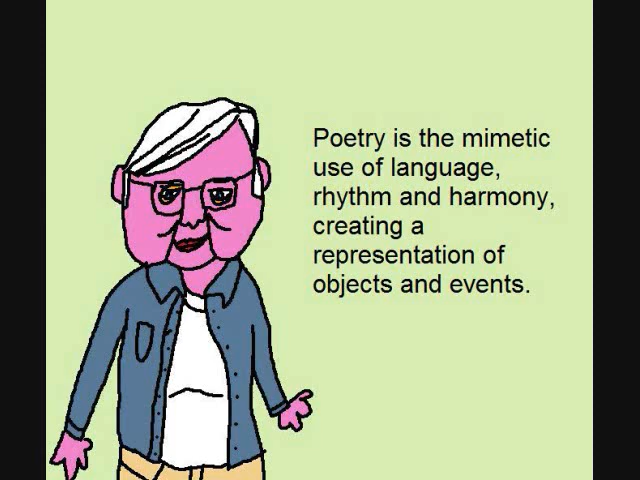 Poetry is the mimetic
use of language,
rhythm and harmony,
creating a
representation of
objects and events.